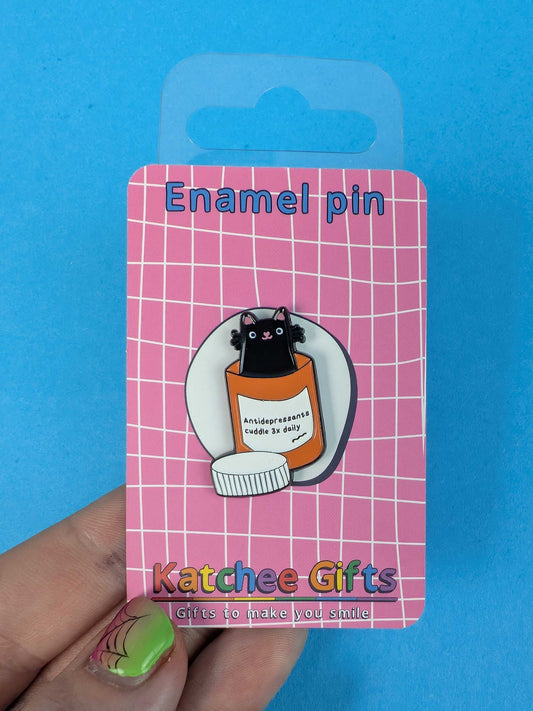 Enamel pin
Antidepressants
cuddle 3x daily
Katchee Gifts
Gifts to make you smile